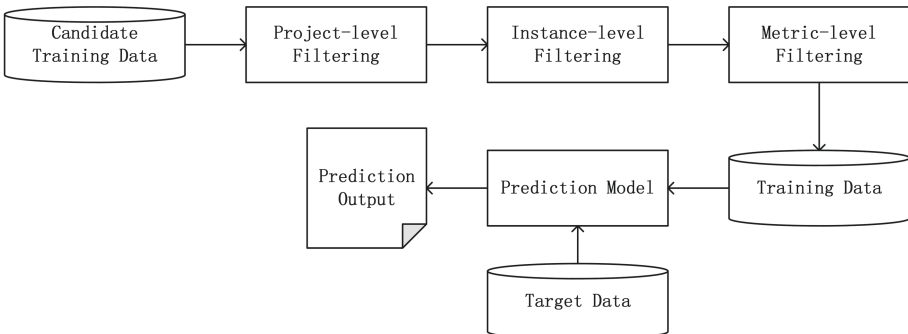 Candidate
Training Data
Project-level
Filtering
Instance-level
Filtering
Metric-level
Filtering
Prediction
Output
Prediction Model
Training Data
Target Data